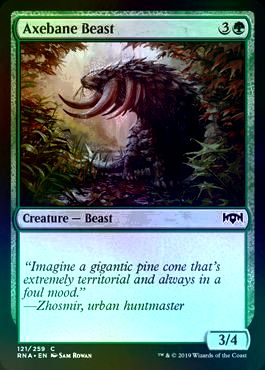 Axebane Beast 3
Creature — Beast
"Imagine a gigantic pine cone that's
extremely territorial and always in a
foul mood."
—Zhosmir, urban huntmaster
3/4
121/259 C
RNA • EN Sam Rowan
™ & © 2019 Wizards of the Coast